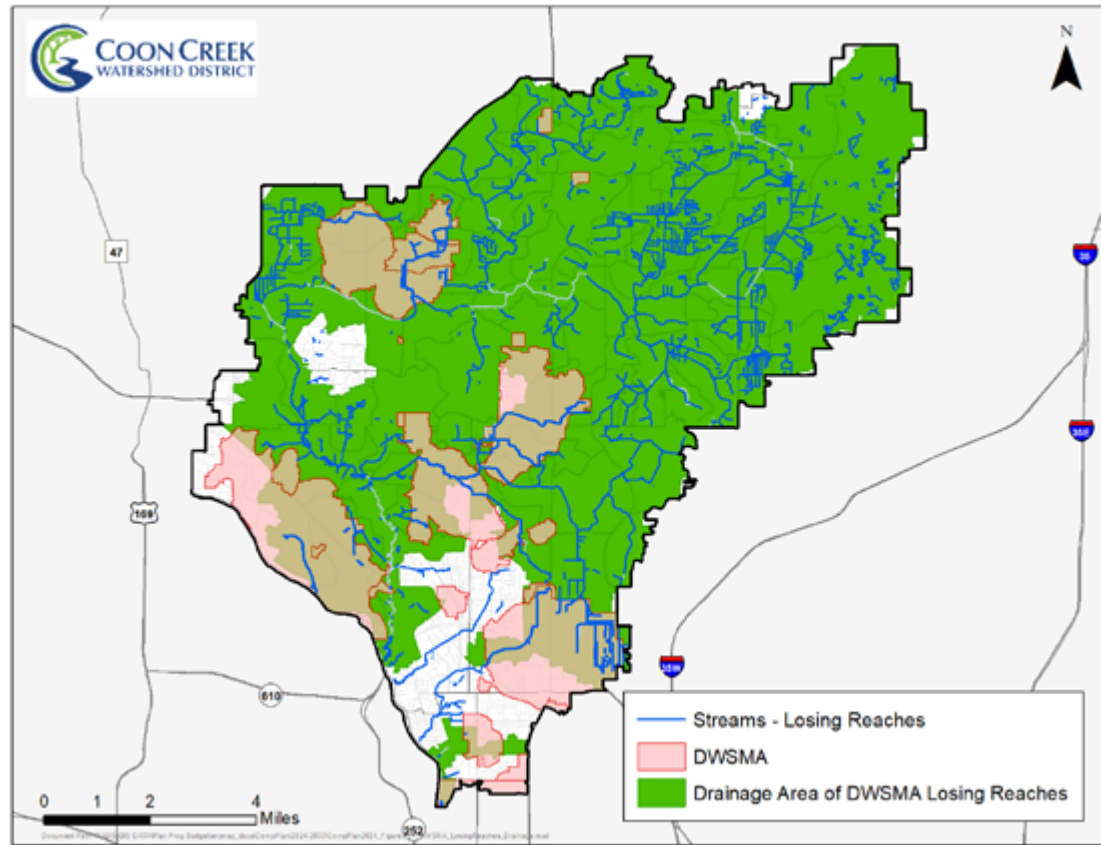 COON CREEK
WATERSHED DISTRICT
N
47
35
35E
169
35W
610
Streams - Losing Reaches
DWSMA
Drainage Area of DWSMA Losing Reaches
0 1 2 4
Miles
252